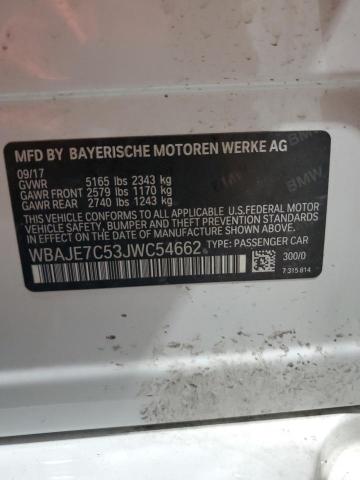 MFD BY BAYERISCHE MOTOREN WERKE AG
09/17
GVWR 5165 lbs 2343 kg
GAWR FRONT 2579 lbs 1170 kg
GAWR REAR 2740 lbs 1243 kg
THIS VEHICLE CONFORMS TO ALL APPLICABLE U.S.FEDERAL MOTOR
VEHICLE SAFETY, BUMPER, AND THEFT PREVENTION STANDARDS
IN EFFECT ON THE DATE OF MANUFACTURE SHOWN ABOVE.
WBAJE7C53JWC54662 TYPE: PASSENGER CAR
300/0
7 315 814
BMW
BMW